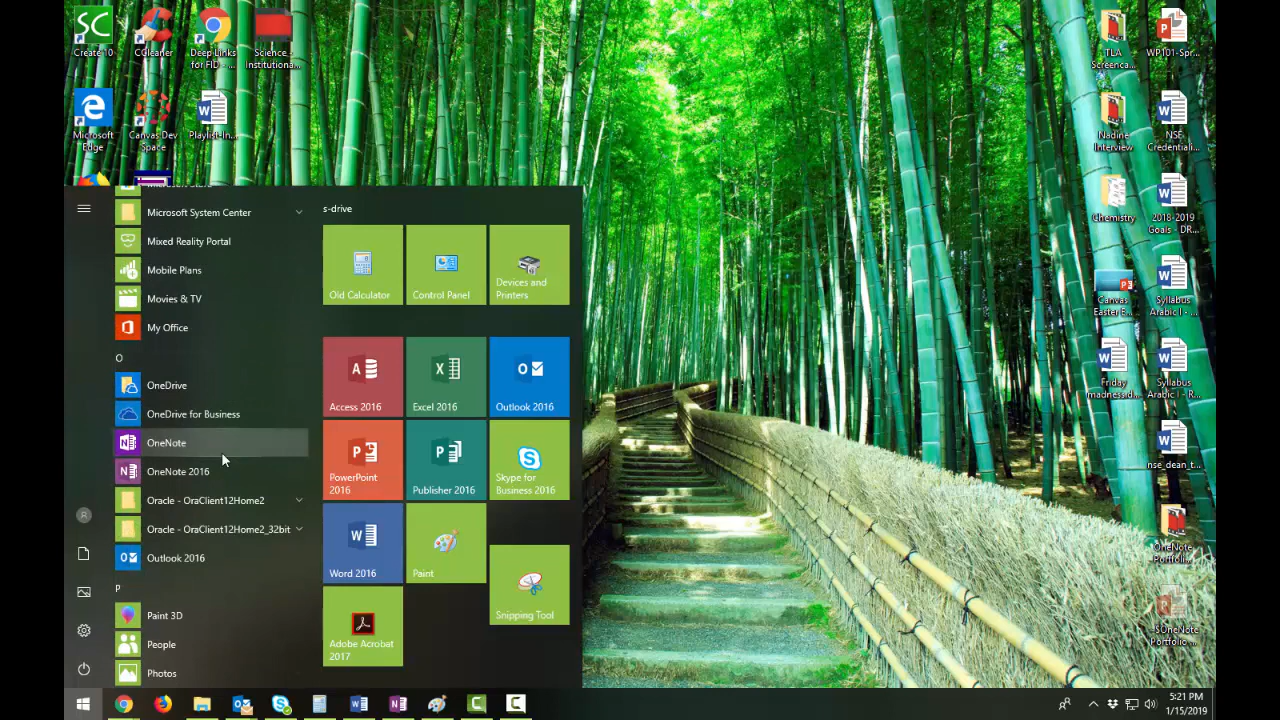 Create 10
CCleaner
Deep Links
for FID - ...
Science -
Institutiona...
Microsoft
Edge
Canvas Dev
Space
Playlist-In...
TLA
Screenca...
WP101-Spr...
Nadine
Interview
NSF
Credentiali...
Chemistry
2018-2019
Goals - DR...
Canvas
Easter E...
Syllabus
Arabic I - ...
Friday
madness.d...
Syllabus
Arabic I - R...
nse_dean_t...
OneNote
Portfolio...
$OneNote
Portfolio...
Microsoft System Center
Mixed Reality Portal
Mobile Plans
Movies & TV
My Office
O
OneDrive
OneDrive for Business
OneNote
OneNote 2016
Oracle - OraClient12Home2
Oracle - OraClient12Home2_32bit
Outlook 2016
P
Paint 3D
People
Photos
s-drive
Old Calculator
Control Panel
Devices and
Printers
Access 2016
Excel 2016
Outlook 2016
PowerPoint
2016
Publisher 2016
Skype for
Business 2016
Word 2016
Paint
Snipping Tool
Adobe Acrobat
2017
5:21 PM
1/15/2019